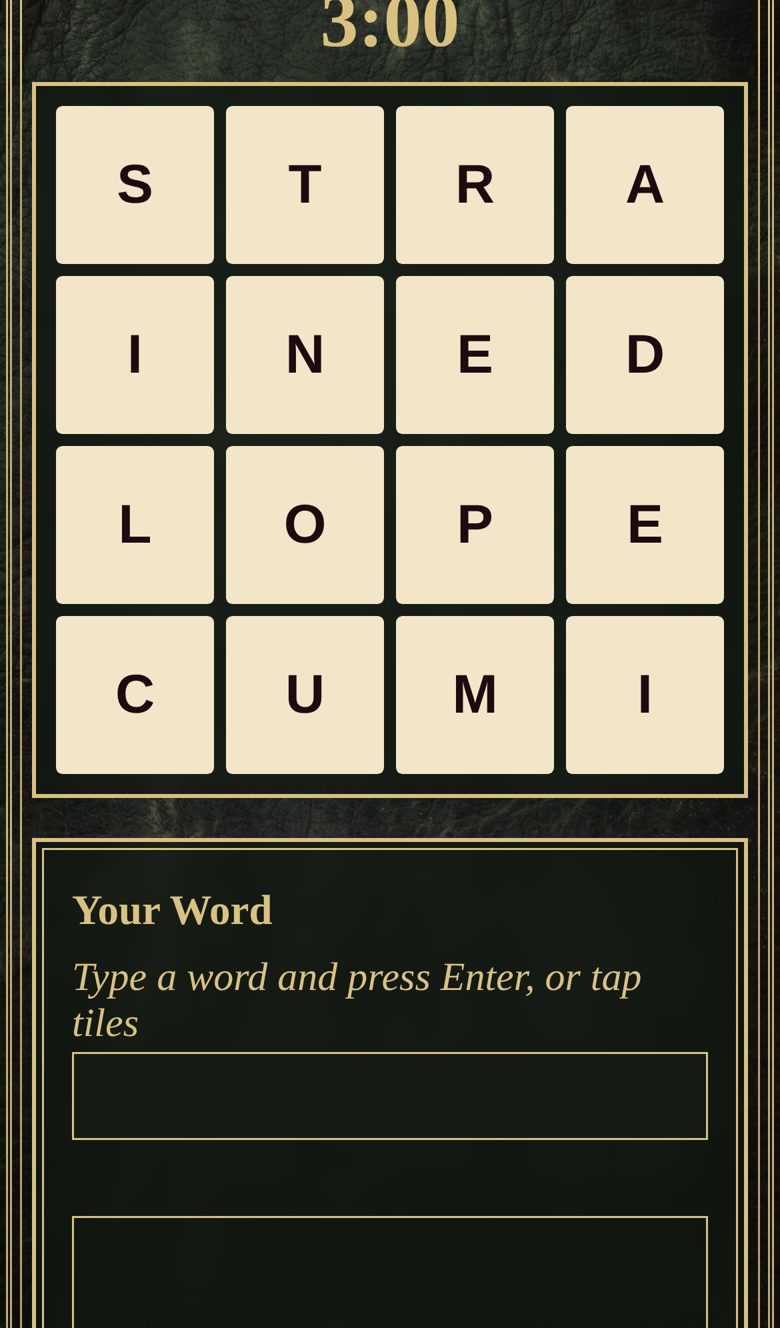 3:00
S T R A
I N E D
L O P E
C U M I
Your Word
Type a word and press Enter, or tap
tiles